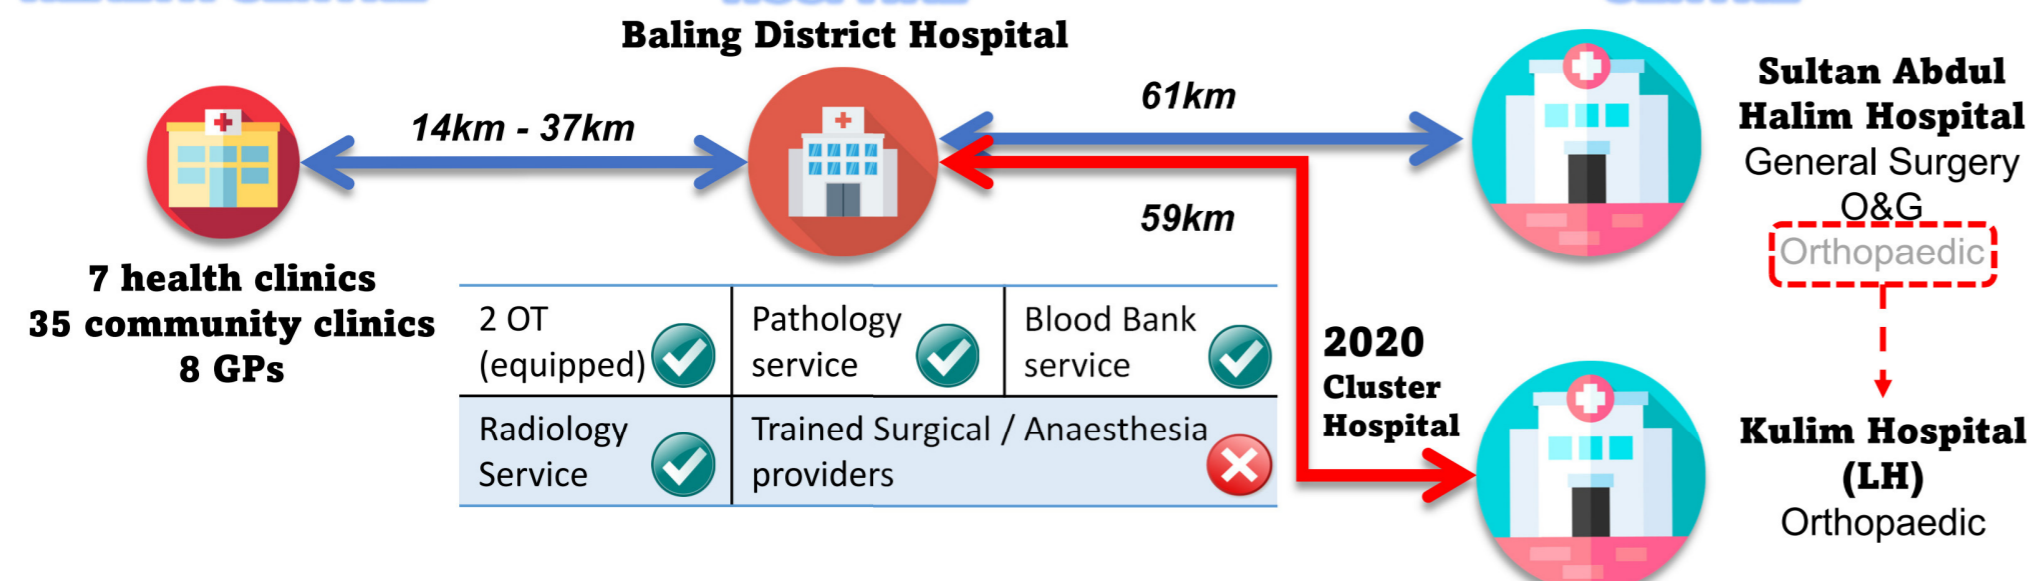 Baling District Hospital
14km - 37km
61km
59km
7 health clinics
35 community clinics
8 GPs
2 OT
(equipped)
Pathology
service
Blood Bank
service
Radiology
Service
Trained Surgical / Anaesthesia
providers
2020
Cluster
Hospital
Sultan Abdul
Halim Hospital
General Surgery
O&G
Orthopaedic
Kulim Hospital
(LH)
Orthopaedic